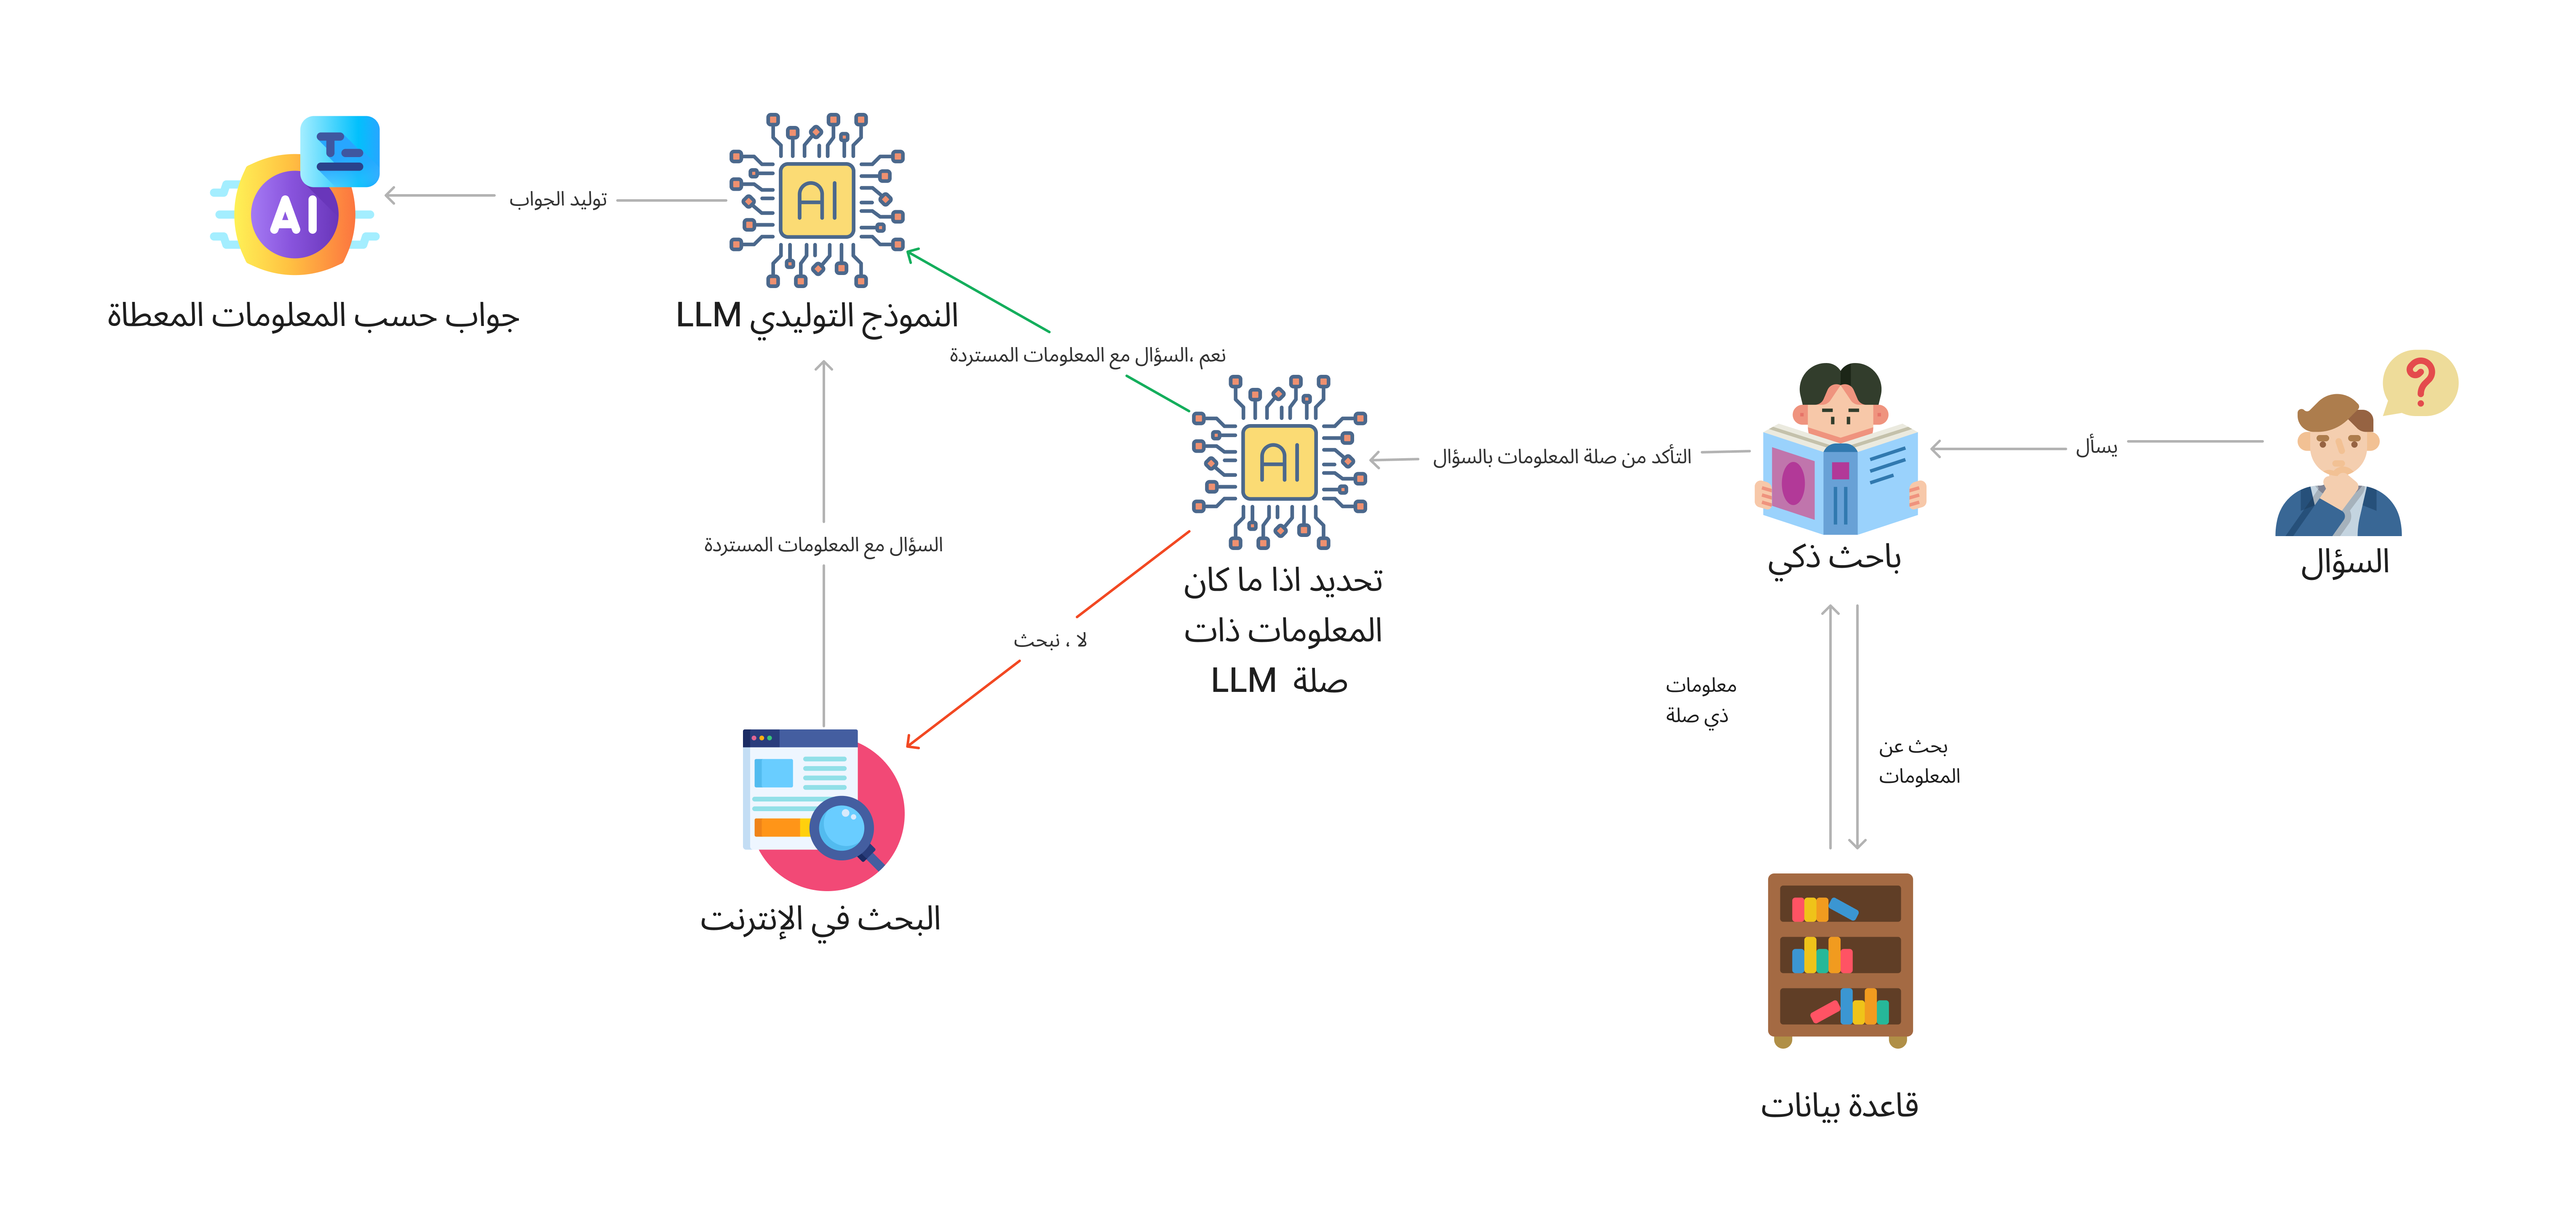 السؤال
يسأل
باحث ذكي
بحث عن
المعلومات
معلومات
ذي صلة
قاعدة بيانات
التأكد من صلة المعلومات بالسؤال
AI
تحديد اذا ما كان
المعلومات ذات
صلة LLM
نعم ،السؤال مع المعلومات المستردة
لا ، نبحث
البحث في الإنترنت
السؤال مع المعلومات المستردة
AI
النموذج التوليدي LLM
توليد الجواب
T
AI
جواب حسب المعلومات المعطاة